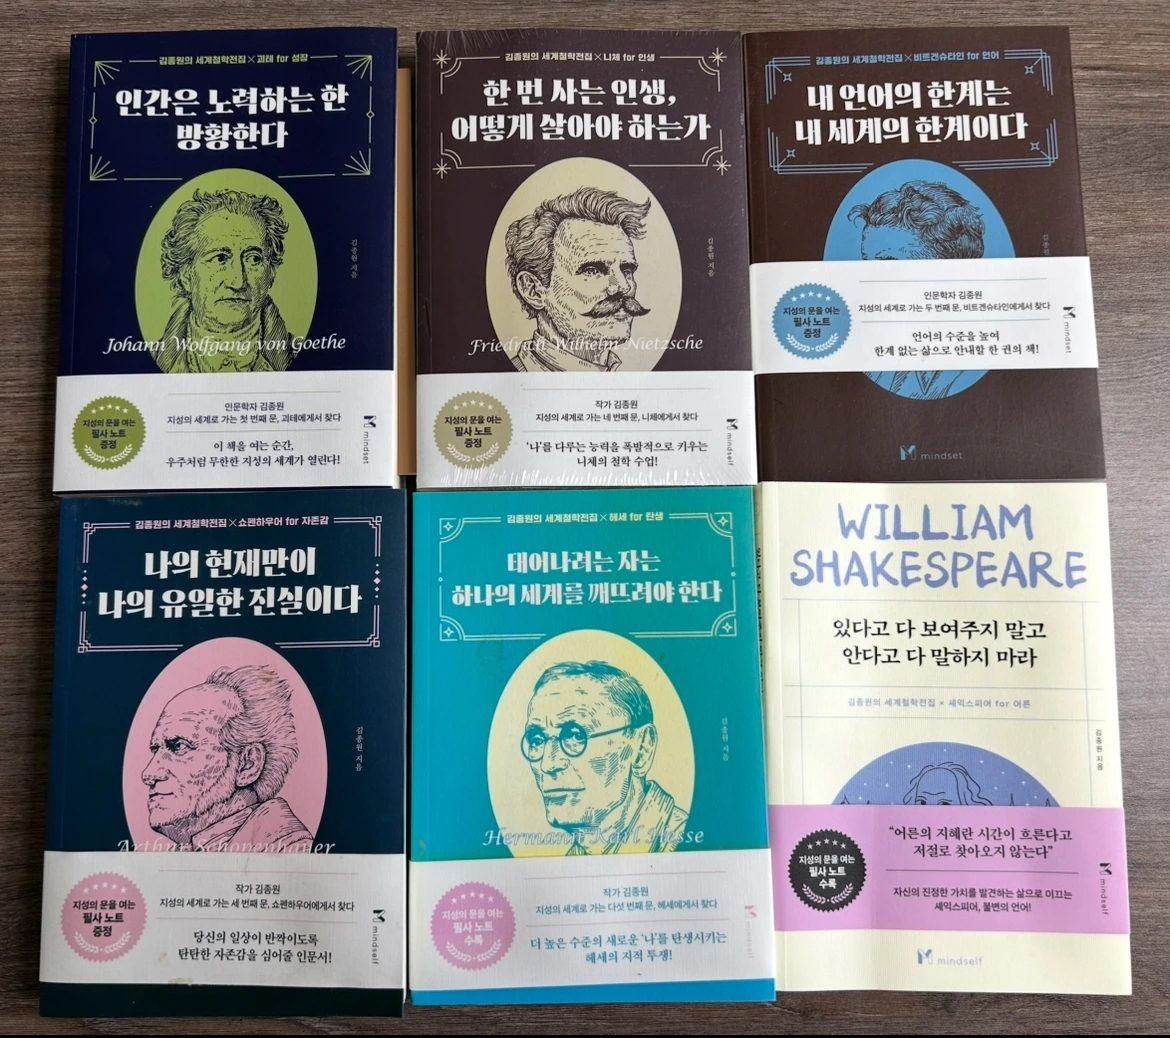 김종원의 세계철학전집×괴테 for 성장
인간은 노력하는 한
방황한다
김종원 지음
Johann Wolfgang von Goethe
지성의 문을 여는
필사 노트
증정
인문학자 김종원
지성의 세계로 가는 첫 번째 문, 괴테에게서 찾다
이 책을 여는 순간,
우주처럼 무한한 지성의 세계가 열린다!
mindset
김종원의 세계철학전집×니체 for 인생
한 번 사는 인생,
어떻게 살아야 하는가
김종원 지음
Friedrich Wilhelm Nietzsche
지성의 문을 여는
필사 노트
증정
작가 김종원
지성의 세계로 가는 네 번째 문, 니체에게서 찾다
'나'를 다루는 능력을 폭발적으로 키우는
니체의 철학 수업!
mindself
김종원의 세계철학전집×비트겐슈타인 for 언어
내 언어의 한계는
내 세계의 한계이다
김종원
지성의 문을 여는
필사 노트
증정
인문학자 김종원
지성의 세계로 가는 두 번째 문, 비트겐슈타인에게서 찾다
언어의 수준을 높여
한계 없는 삶으로 안내할 한 권의 책!
mindset
mindset
김종원의 세계철학전집×쇼펜하우어 for 자존감
나의 현재만이
나의 유일한 진실이다
김종원 지음
Arthur Schopenhauer
지성의 문을 여는
필사 노트
증정
작가 김종원
지성의 세계로 가는 세 번째 문, 쇼펜하우어에게서 찾다
당신의 일상이 반짝이도록
탄탄한 자존감을 심어줄 인문서!
mindself
김종원의 세계철학전집×헤세 for 탄생
태어나려는 자는
하나의 세계를 깨뜨려야 한다
김종원 지음
Hermann Karl Hesse
지성의 문을 여는
필사 노트
수록
작가 김종원
지성의 세계로 가는 다섯 번째 문, 헤세에게서 찾다
더 높은 수준의 새로운 '나'를 탄생시키는
헤세의 지적 투쟁!
mindself
WILLIAM
SHAKESPEARE
있다고 다 보여주지 말고
안다고 다 말하지 마라
김종원의 세계철학전집 × 셰익스피어 for 어른
김종원 지음
지성의 문을 여는
필사 노트
수록
"어른의 지혜란 시간이 흐른다고
저절로 찾아오지 않는다"
자신의 진정한 가치를 발견하는 삶으로 이끄는
셰익스피어, 불변의 언어!
mindself
mindself